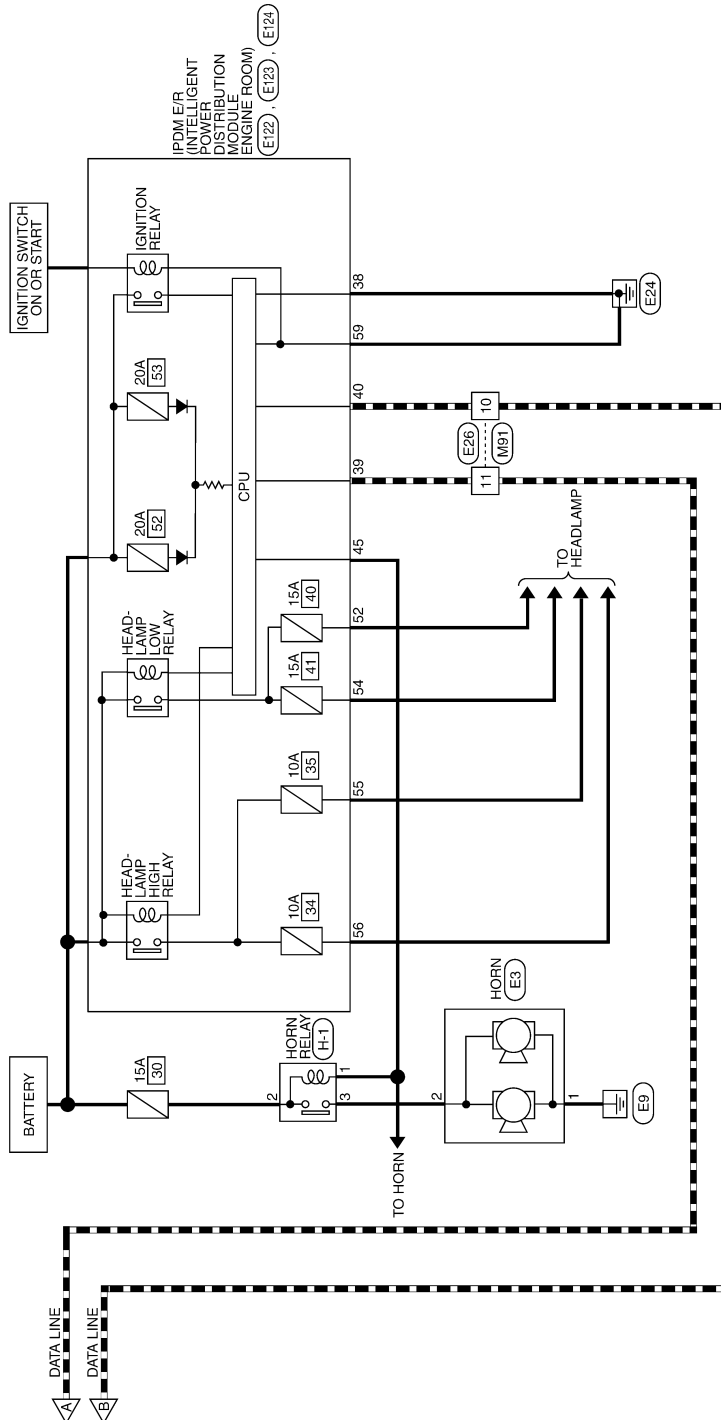 BATTERY
IGNITION SWITCH
ON OR START
IPDM E/R
(INTELLIGENT
POWER
DISTRIBUTION
MODULE
ENGINE ROOM)
E122 , E123 , E124
15A
30
HEAD-
LAMP
HIGH
RELAY
HEAD-
LAMP
LOW
RELAY
20A
52
20A
53
IGNITION
RELAY
CPU
10A
34
10A
35
15A
41
15A
40
56
55
54
52
45
39
40
59
38
2
HORN
RELAY
H-1
1
3
TO HORN
2
HORN
E3
1
E9
TO
HEADLAMP
11
E26
M91
10
E24
DATA LINE
A
DATA LINE
B